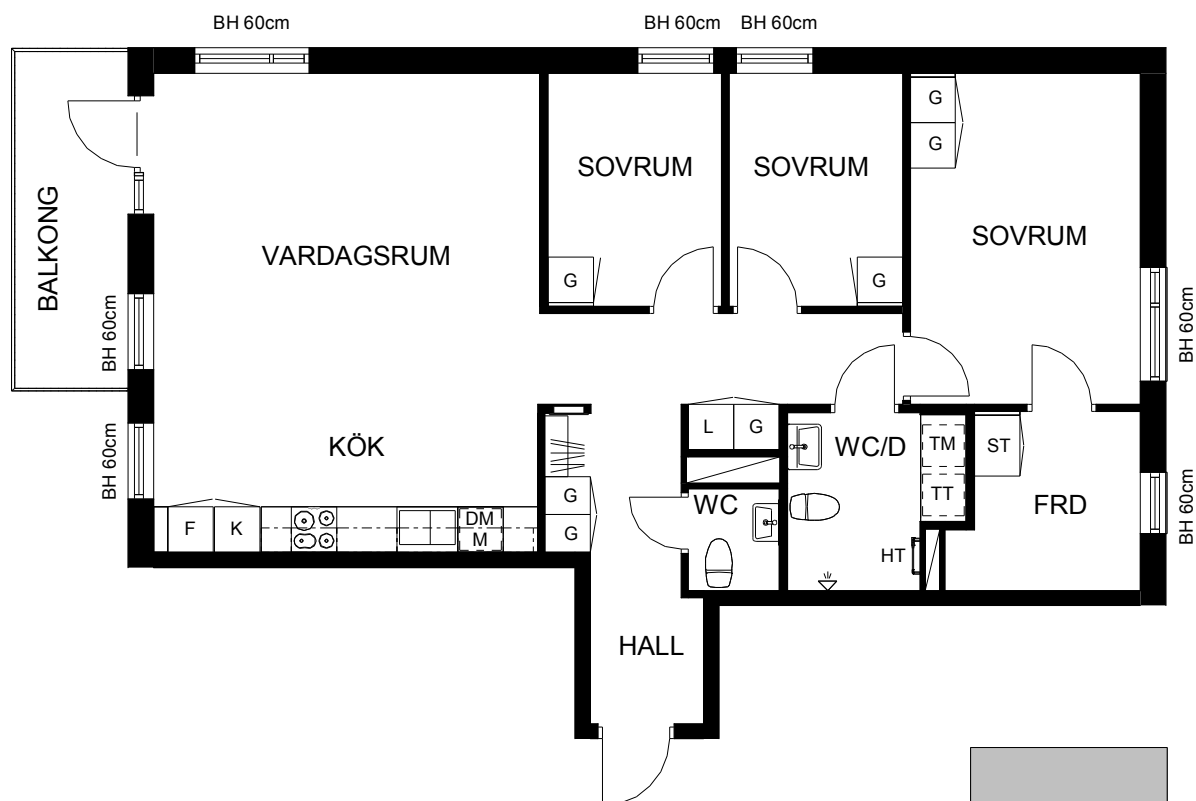 BH 60cm
BH 60cm
BH 60cm
G
G
SOVRUM
SOVRUM
SOVRUM
BALKONG
VARDAGSRUM
G
G
BH 60cm
BH 60cm
KÖK
BH 60cm
L
G
WC/D
TM
ST
TT
G
G
WC
FRD
BH 60cm
F
K
DM
M
HT
HALL